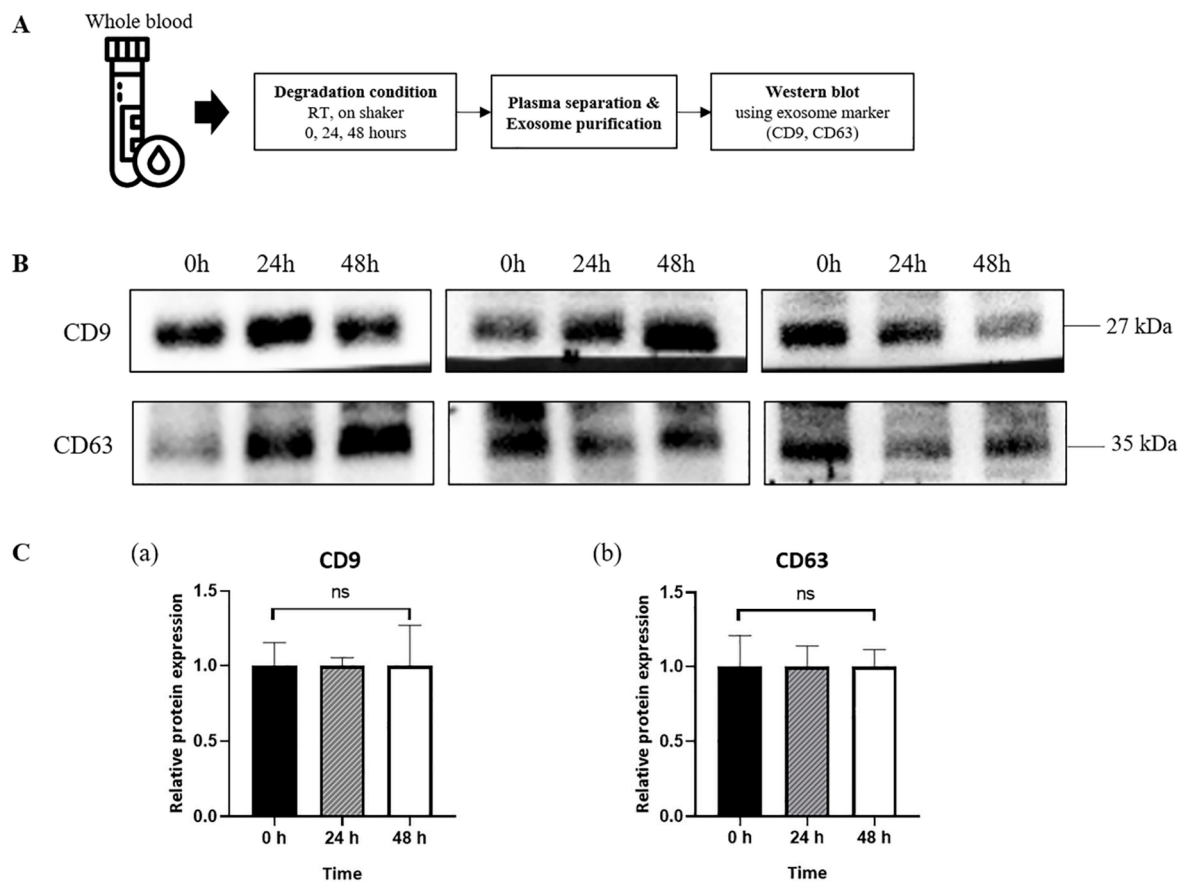 A
Whole blood
Degradation condition
RT, on shaker
0, 24, 48 hours
Plasma separation &
Exosome purification
Western blot
using exosome marker
(CD9, CD63)
B
0h 24h 48h 0h 24h 48h 0h 24h 48h
CD9
27 kDa
CD63
35 kDa
C
(a)
CD9
ns
Relative protein expression
1.5
1.0
0.5
0.0
0 h 24 h 48 h
Time
(b)
CD63
ns
Relative protein expression
1.5
1.0
0.5
0.0
0 h 24 h 48 h
Time